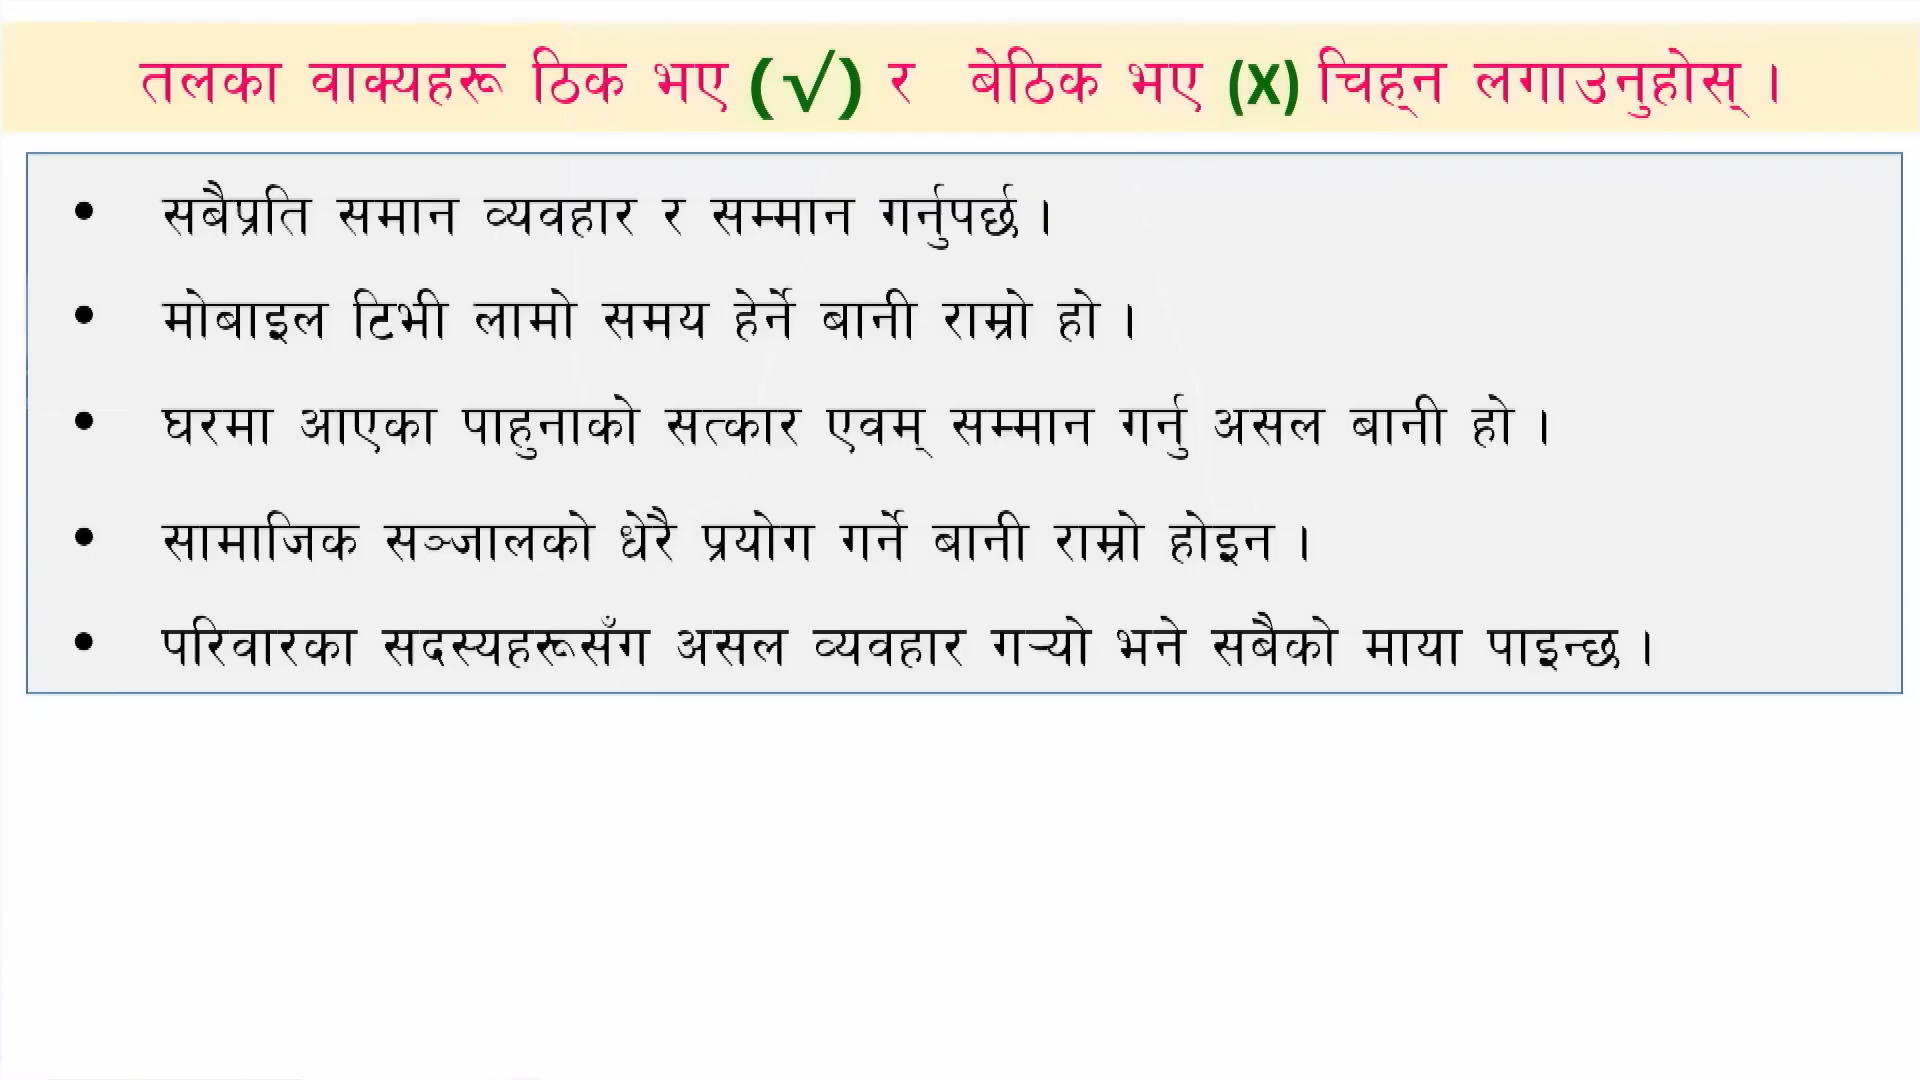 तलका वाक्यहरू ठिक भए (√) र बेठिक भए (X) चिह्न लगाउनुहोस् ।
• सबैप्रति समान व्यवहार र सम्मान गर्नुपर्छ ।
• मोबाइल टिभी लामो समय हेर्ने बानी राम्रो हो ।
• घरमा आएका पाहुनाको सत्कार एवम् सम्मान गर्नु असल बानी हो ।
• सामाजिक सञ्जालको धेरै प्रयोग गर्ने बानी राम्रो होइन ।
• परिवारका सदस्यहरूसँग असल व्यवहार गर्‍यो भने सबैको माया पाइन्छ ।